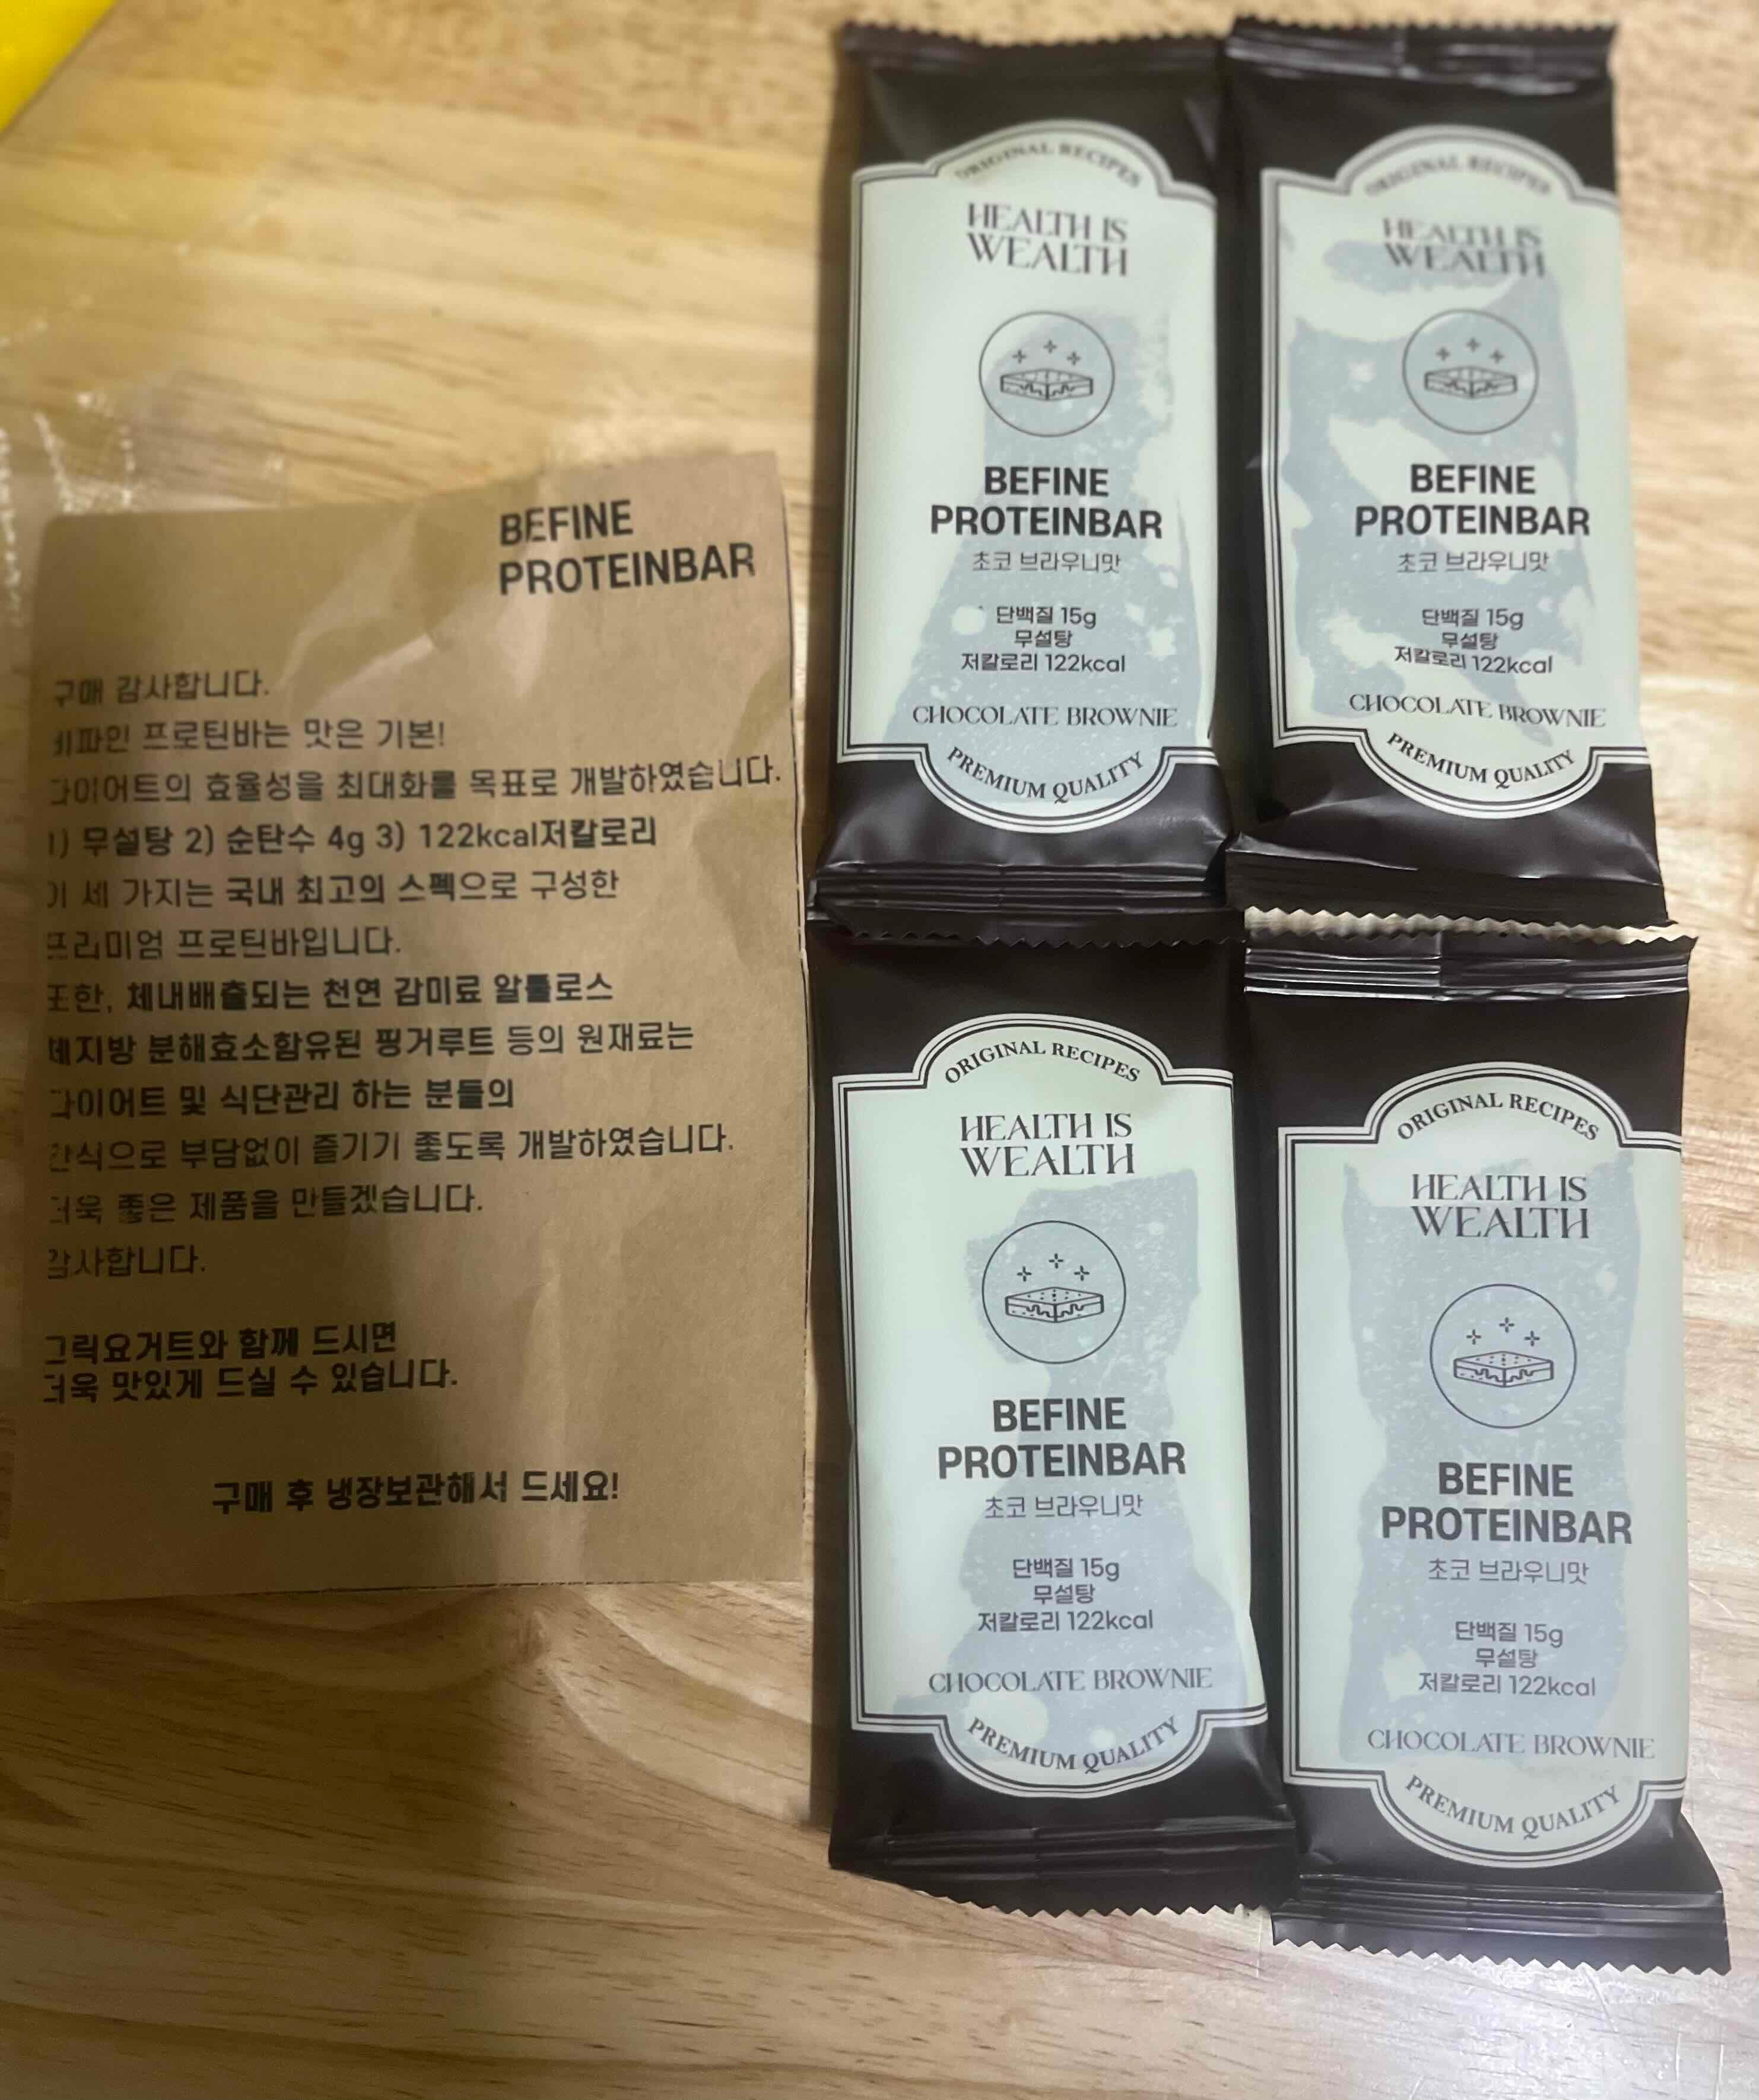 BEFINE
PROTEINBAR
구매 감사합니다.
비파인 프로틴바는 맛은 기본!
다이어트의 효율성을 최대화를 목표로 개발하였습니다.
1) 무설탕 2) 순탄수 4g 3) 122kcal저칼로리
이 세 가지는 국내 최고의 스펙으로 구성한
프리미엄 프로틴바입니다.
또한, 체내배출되는 천연 감미료 알룰로스
체지방 분해효소함유된 핑거루트 등의 원재료는
다이어트 및 식단관리 하는 분들의
간식으로 부담없이 즐기기 좋도록 개발하였습니다.
더욱 좋은 제품을 만들겠습니다.
감사합니다.
그릭요거트와 함께 드시면
더욱 맛있게 드실 수 있습니다.
구매 후 냉장보관해서 드세요!
ORIGINAL RECIPES
HEALTH IS
WEALTH
BEFINE
PROTEINBAR
초코 브라우니맛
단백질 15g
무설탕
저칼로리 122kcal
CHOCOLATE BROWNIE
PREMIUM QUALITY
ORIGINAL RECIPES
HEALTH IS
WEALTH
BEFINE
PROTEINBAR
초코 브라우니맛
단백질 15g
무설탕
저칼로리 122kcal
CHOCOLATE BROWNIE
PREMIUM QUALITY
ORIGINAL RECIPES
HEALTH IS
WEALTH
BEFINE
PROTEINBAR
초코 브라우니맛
단백질 15g
무설탕
저칼로리 122kcal
CHOCOLATE BROWNIE
PREMIUM QUALITY
ORIGINAL RECIPES
HEALTH IS
WEALTH
BEFINE
PROTEINBAR
초코 브라우니맛
단백질 15g
무설탕
저칼로리 122kcal
CHOCOLATE BROWNIE
PREMIUM QUALITY